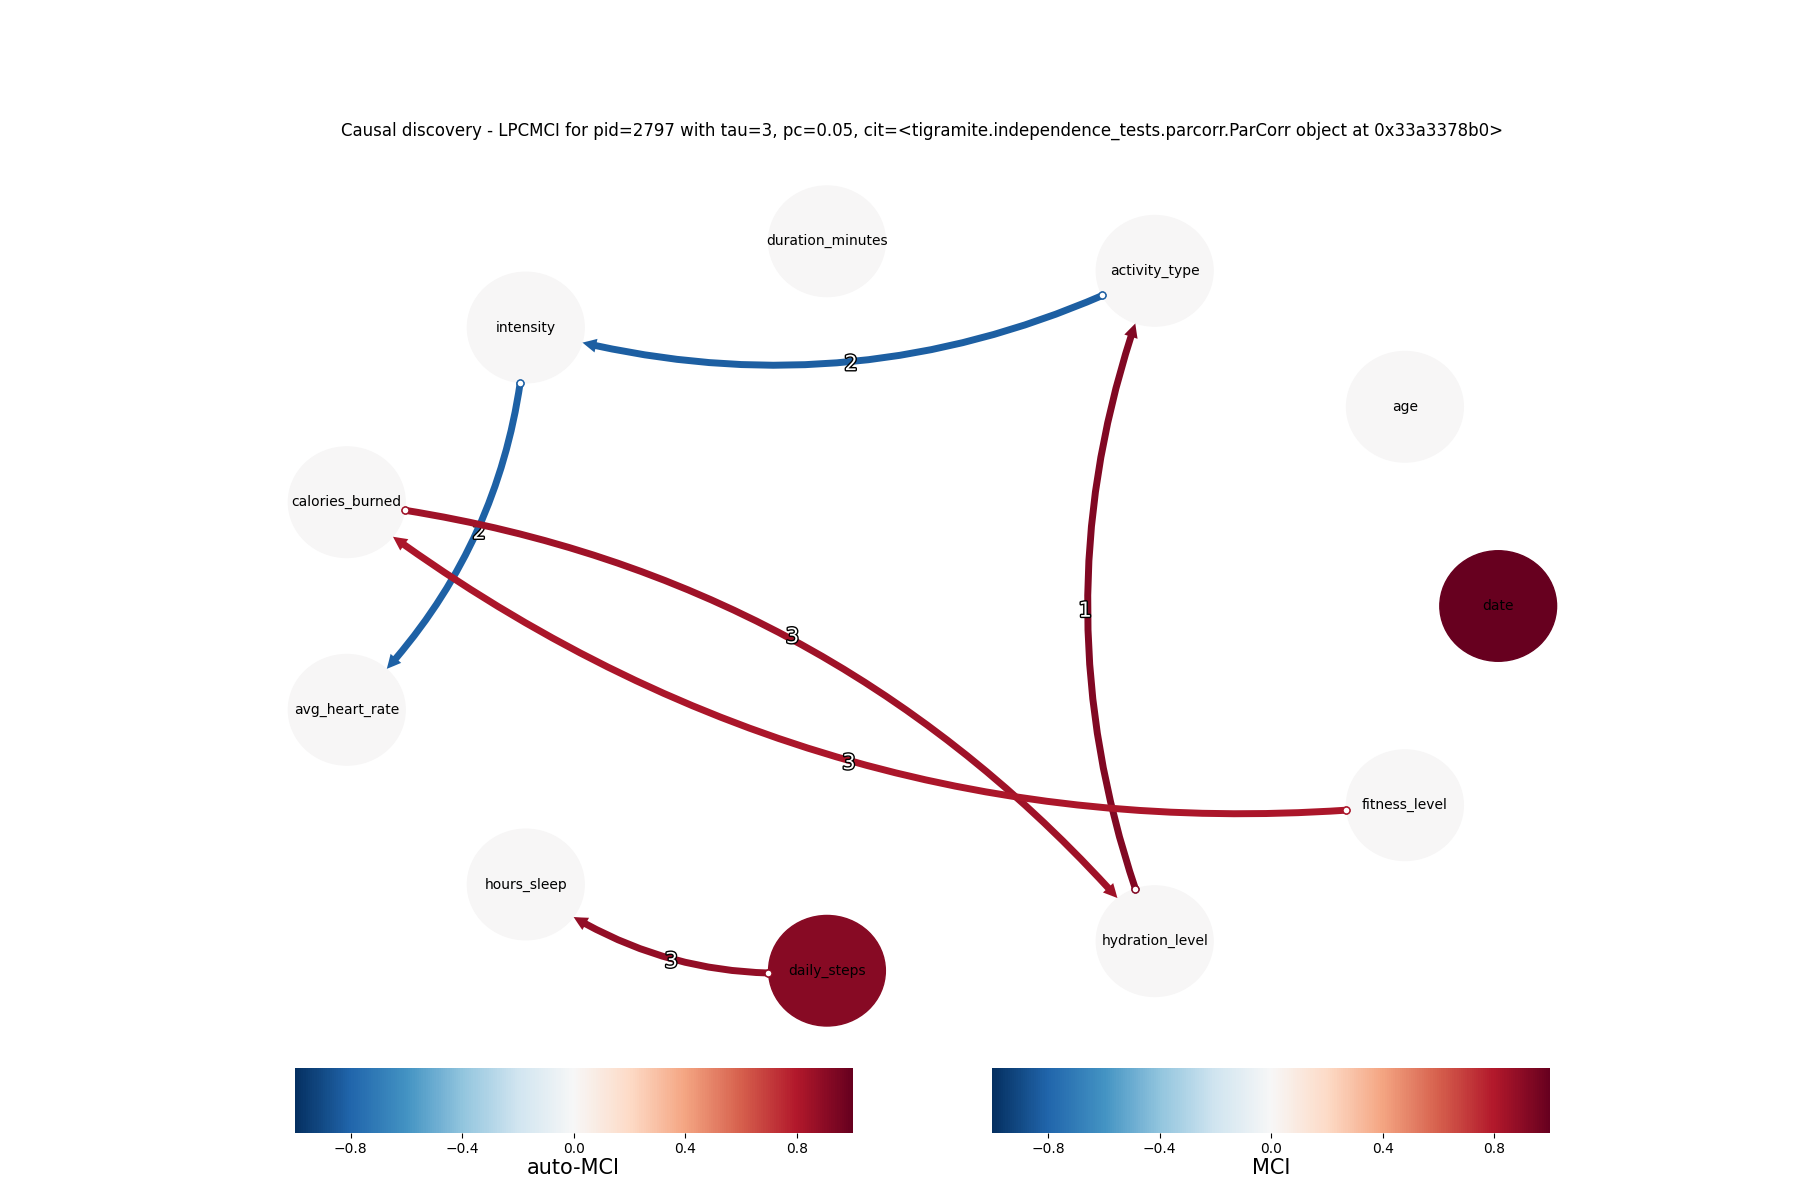 Causal discovery - LPCMCI for pid=2797 with tau=3, pc=0.05, cit=<tigramite.independence_tests.parcorr.ParCorr object at 0x33a3378b0>
duration_minutes
activity_type
intensity
2
age
calories_burned
2
date
1
3
avg_heart_rate
3
fitness_level
hours_sleep
hydration_level
3
daily_steps
−0.8 −0.4 0.0 0.4 0.8
auto-MCI
−0.8 −0.4 0.0 0.4 0.8
MCI